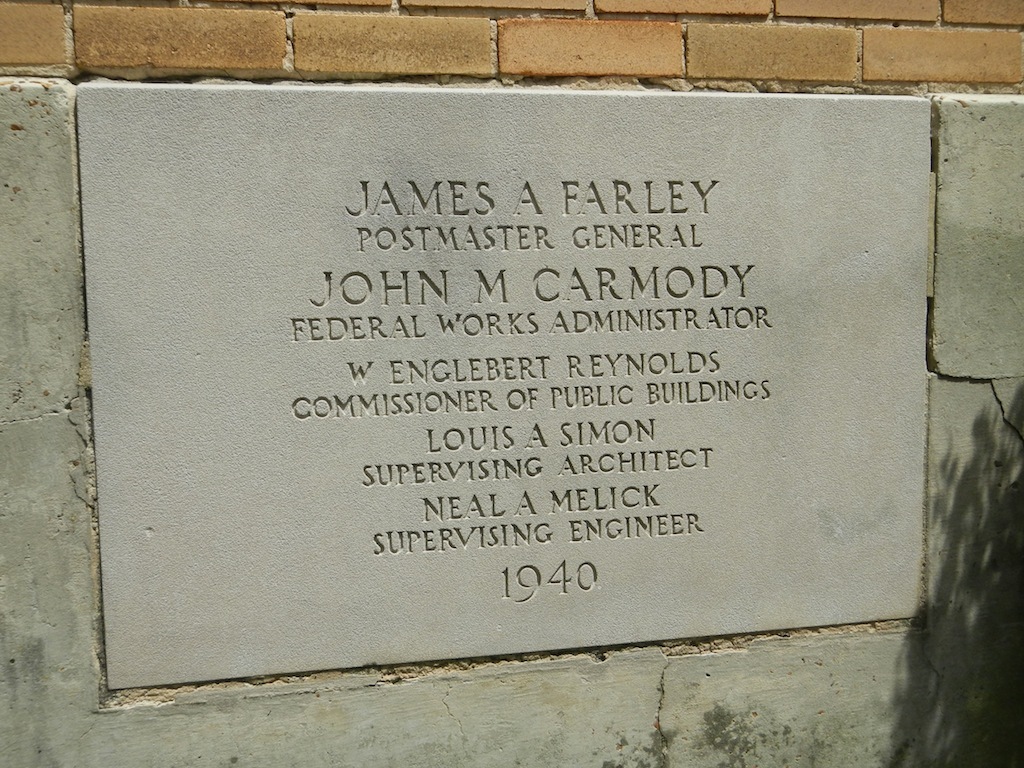 JAMES A FARLEY
POSTMASTER GENERAL
JOHN M CARMODY
FEDERAL WORKS ADMINISTRATOR
W ENGLEBERT REYNOLDS
COMMISSIONER OF PUBLIC BUILDINGS
LOUIS A SIMON
SUPERVISING ARCHITECT
NEAL A MELICK
SUPERVISING ENGINEER
1940